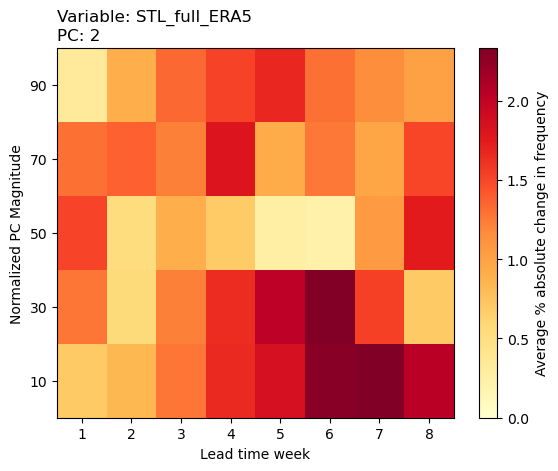 Variable: STL_full_ERA5
PC: 2
Normalized PC Magnitude
90
70
50
30
10
1 2 3 4 5 6 7 8
Lead time week
2.0
1.5
1.0
0.5
0.0
Average % absolute change in frequency